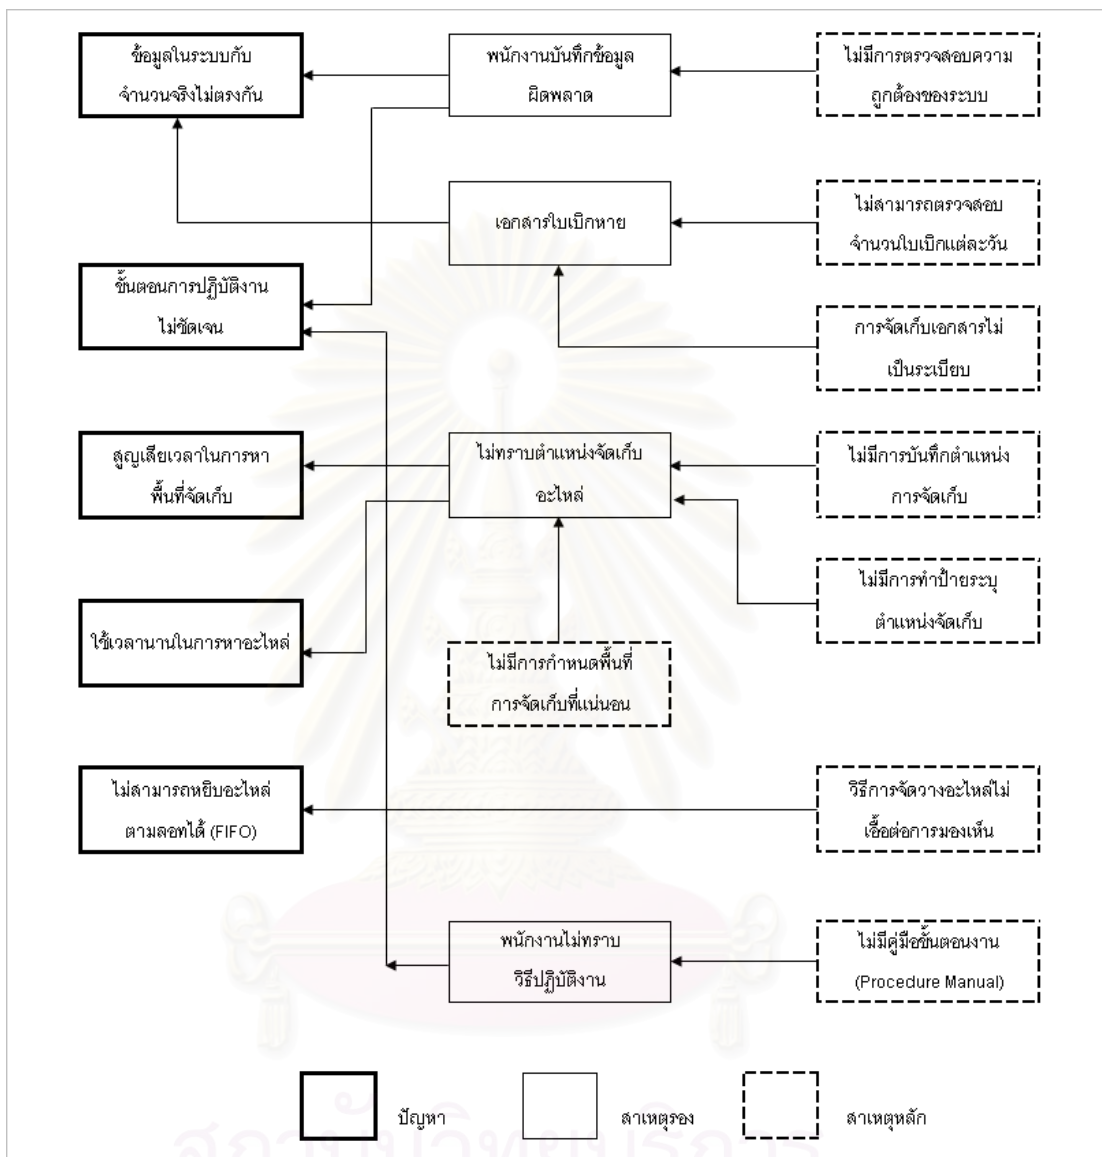 ข้อมูลในระบบกับ
จำนวนจริงไม่ตรงกัน
พนักงานบันทึกข้อมูล
ผิดพลาด
ไม่มีการตรวจสอบความ
ถูกต้องของระบบ
เอกสารใบเบิกหาย
ไม่สามารถตรวจสอบ
จำนวนใบเบิกแต่ละวัน
ขั้นตอนการปฏิบัติงาน
ไม่ชัดเจน
การจัดเก็บเอกสารไม่
เป็นระเบียบ
สูญเสียเวลาในการหา
พื้นที่จัดเก็บ
ไม่ทราบตำแหน่งจัดเก็บ
อะไหล่
ไม่มีการบันทึกตำแหน่ง
การจัดเก็บ
ไม่มีการทำป้ายระบุ
ตำแหน่งจัดเก็บ
ใช้เวลานานในการหาอะไหล่
ไม่มีการกำหนดพื้นที่
การจัดเก็บที่แน่นอน
ไม่สามารถหยิบอะไหล่
ตามลอทได้ (FIFO)
วิธีการจัดวางอะไหล่ไม่
เอื้อต่อการมองเห็น
พนักงานไม่ทราบ
วิธีปฏิบัติงาน
ไม่มีคู่มือขั้นตอนงาน
(Procedure Manual)
ปัญหา
สาเหตุรอง
สาเหตุหลัก
สถาบันวิทยบริการ